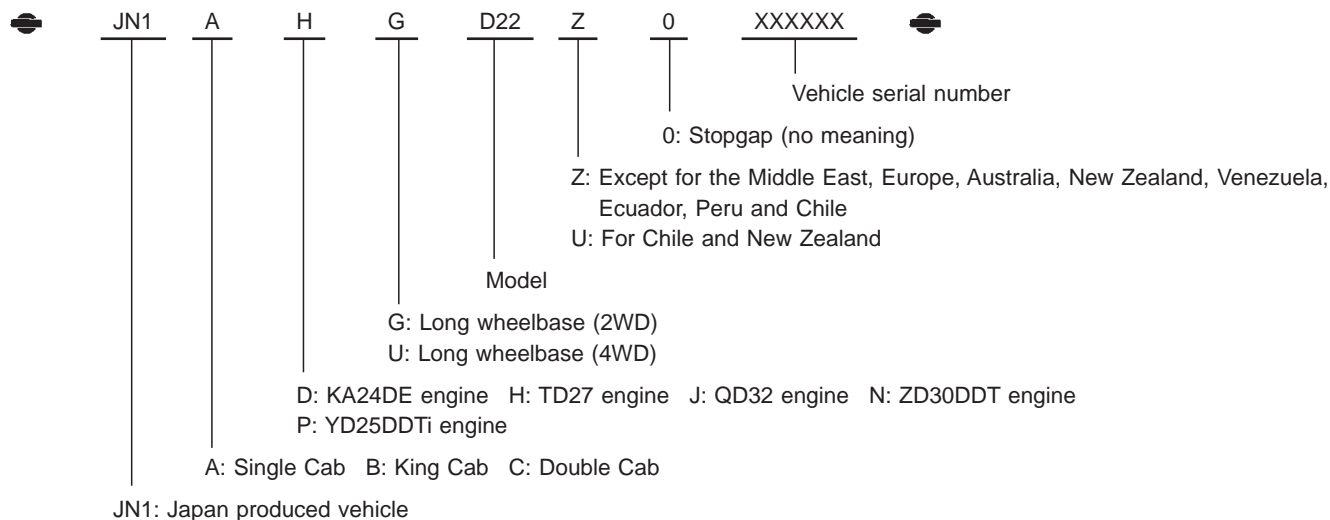 JN1 A H G D22 Z 0 XXXXXX
Vehicle serial number
0: Stopgap (no meaning)
Z: Except for the Middle East, Europe, Australia, New Zealand, Venezuela,
Ecuador, Peru and Chile
U: For Chile and New Zealand
Model
G: Long wheelbase (2WD)
U: Long wheelbase (4WD)
D: KA24DE engine H: TD27 engine J: QD32 engine N: ZD30DDT engine
P: YD25DDTi engine
A: Single Cab B: King Cab C: Double Cab
JN1: Japan produced vehicle